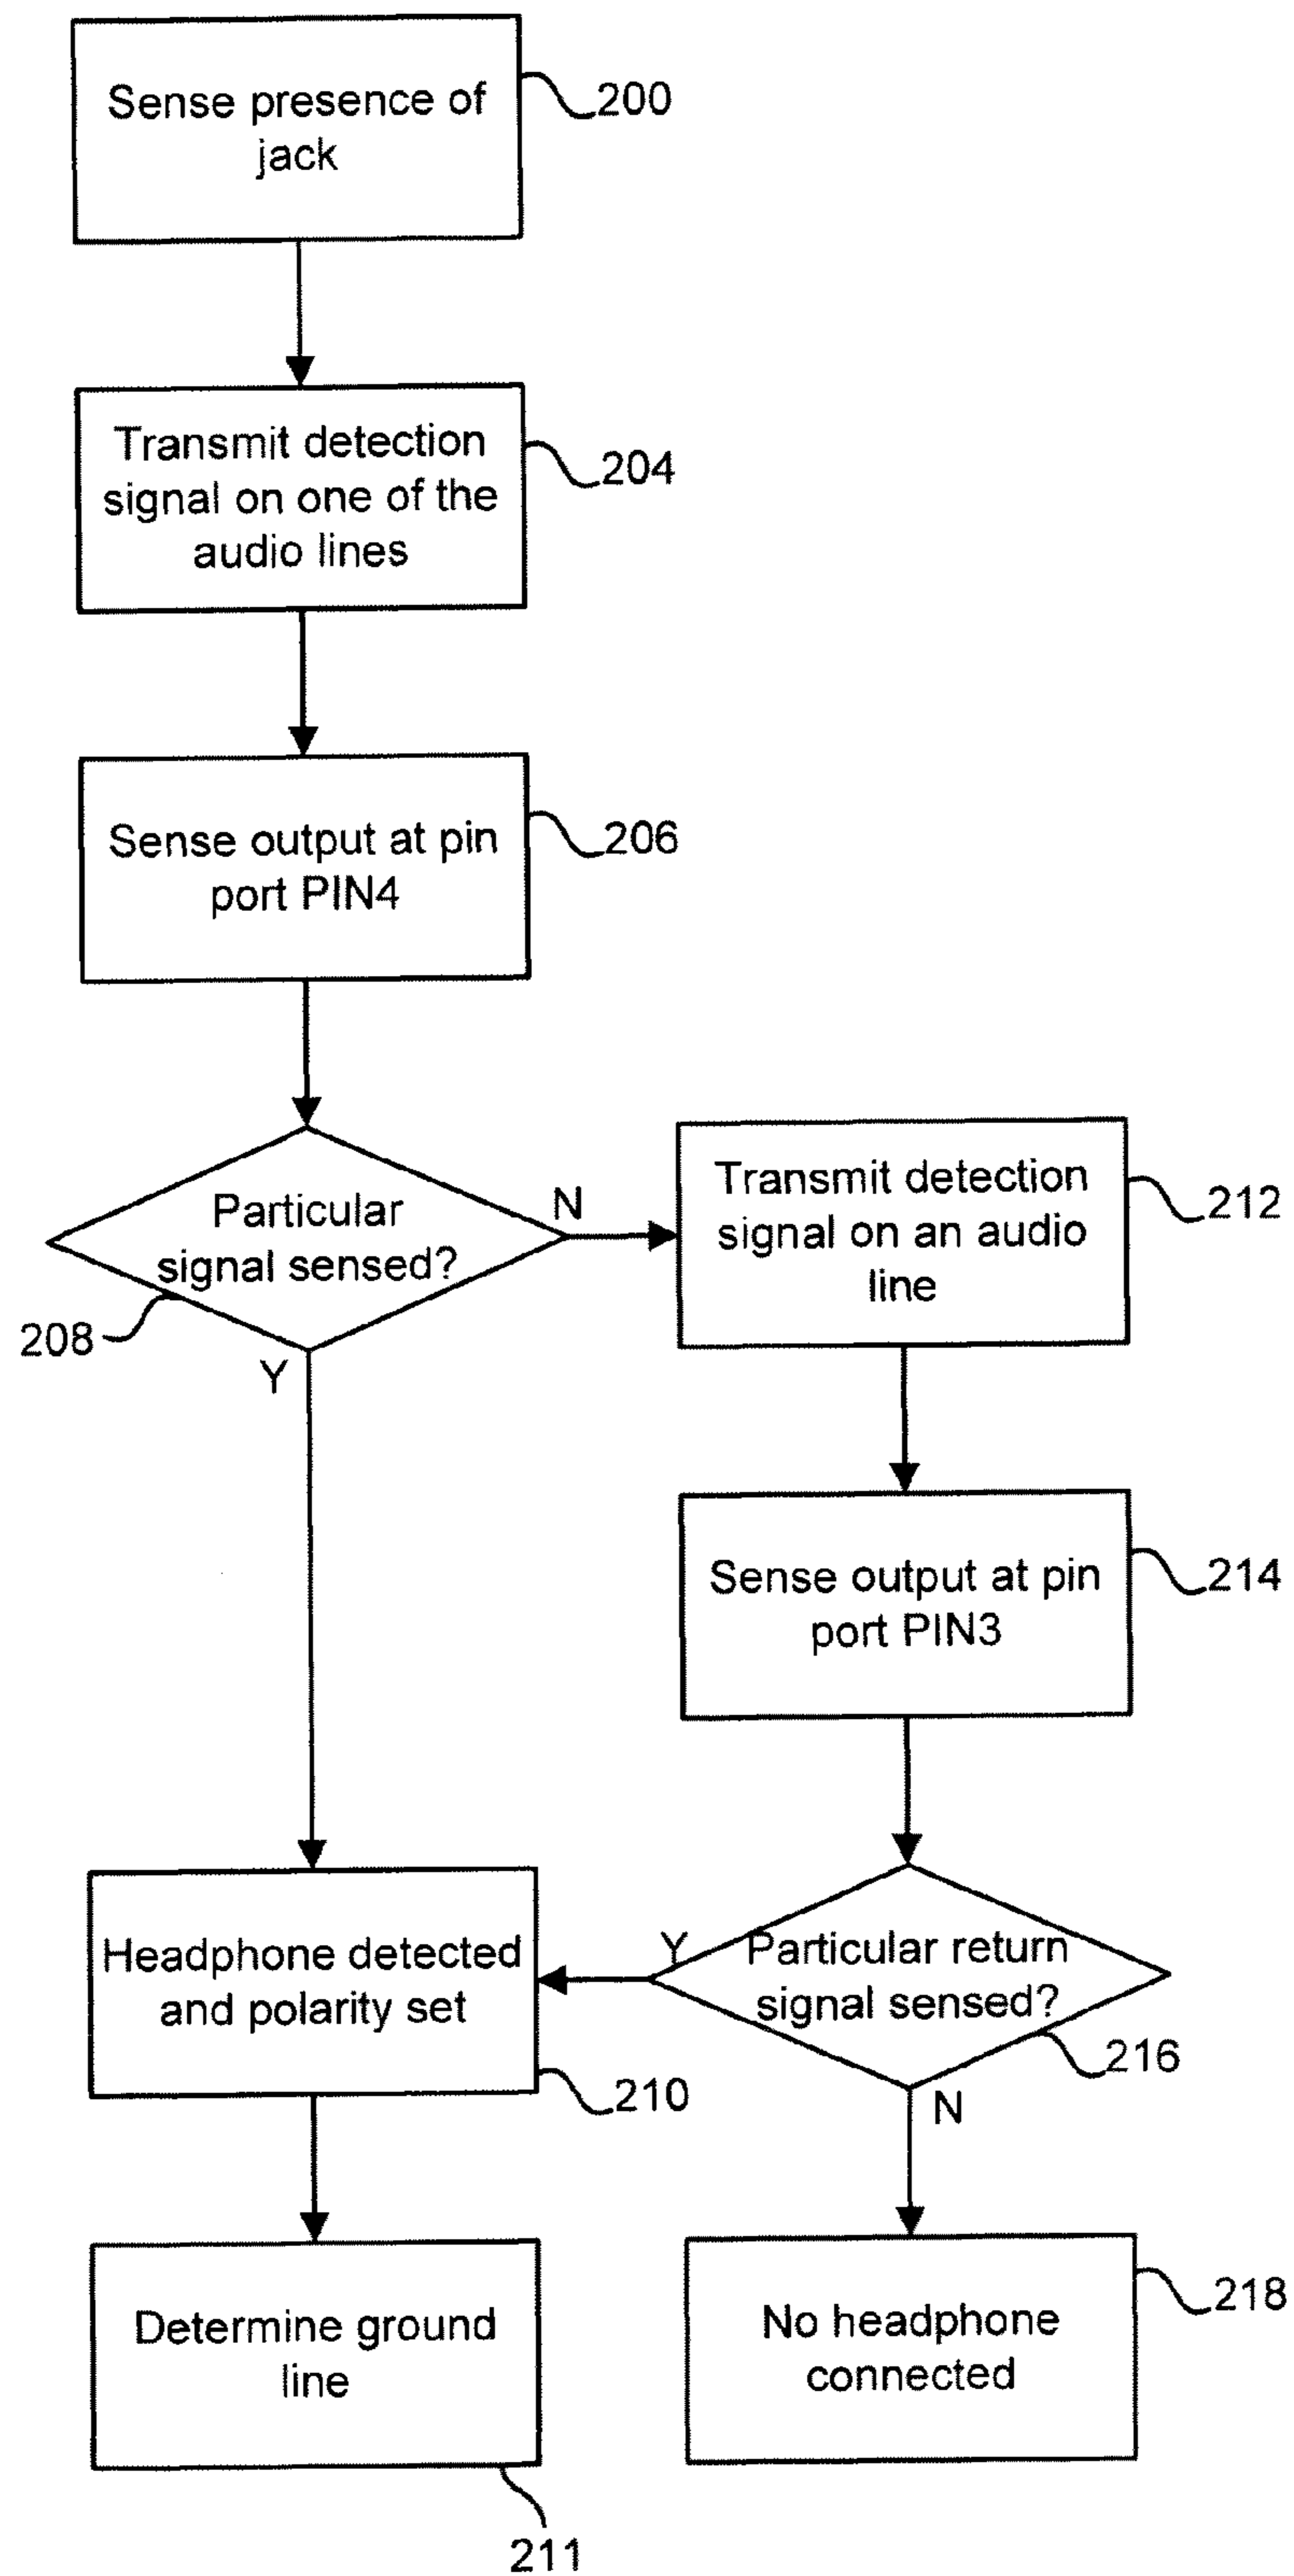 Sense presence of
jack
200
Transmit detection
signal on one of the
audio lines
204
Sense output at pin
port PIN4
206
Particular
signal sensed?
208
N
Y
Transmit detection
signal on an audio
line
212
Sense output at pin
port PIN3
214
Particular return
signal sensed?
216
Y
N
Headphone detected
and polarity set
210
Determine ground
line
211
No headphone
connected
218